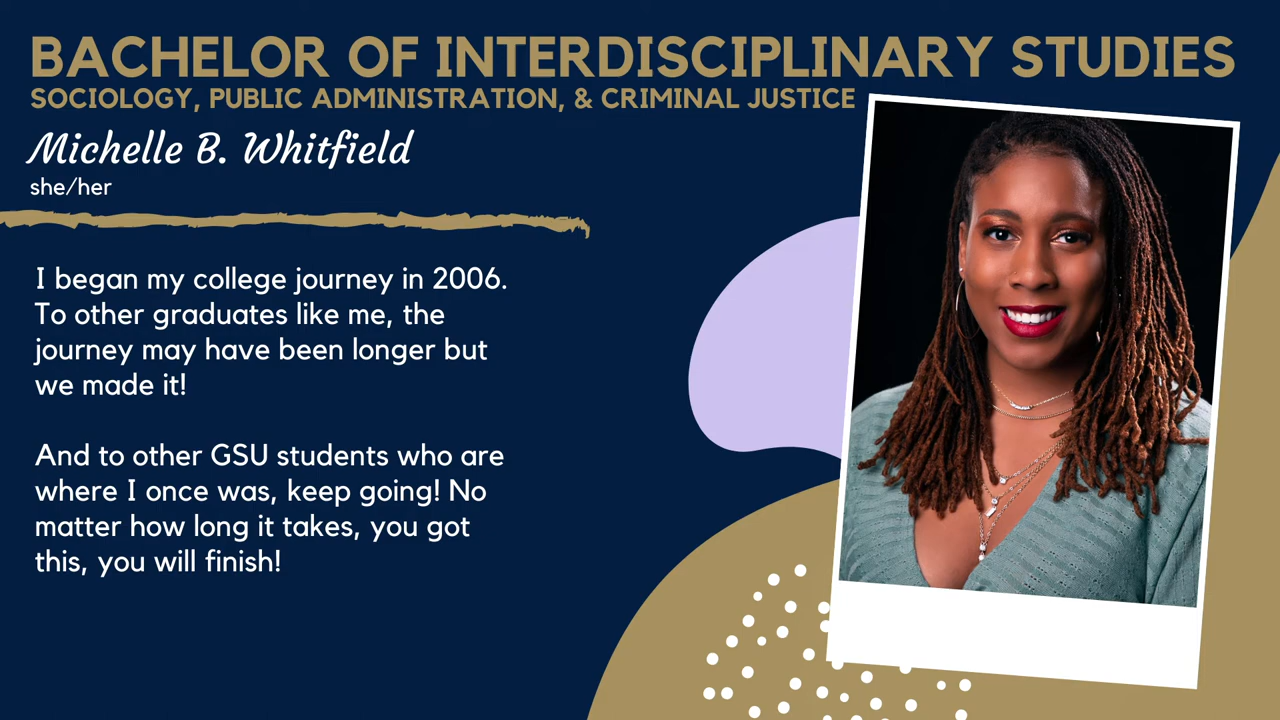 BACHELOR OF INTERDISCIPLINARY STUDIES
SOCIOLOGY, PUBLIC ADMINISTRATION, & CRIMINAL JUSTICE
Michelle B. Whitfield
she/her
I began my college journey in 2006.
To other graduates like me, the
journey may have been longer but
we made it!
And to other GSU students who are
where I once was, keep going! No
matter how long it takes, you got
this, you will finish!